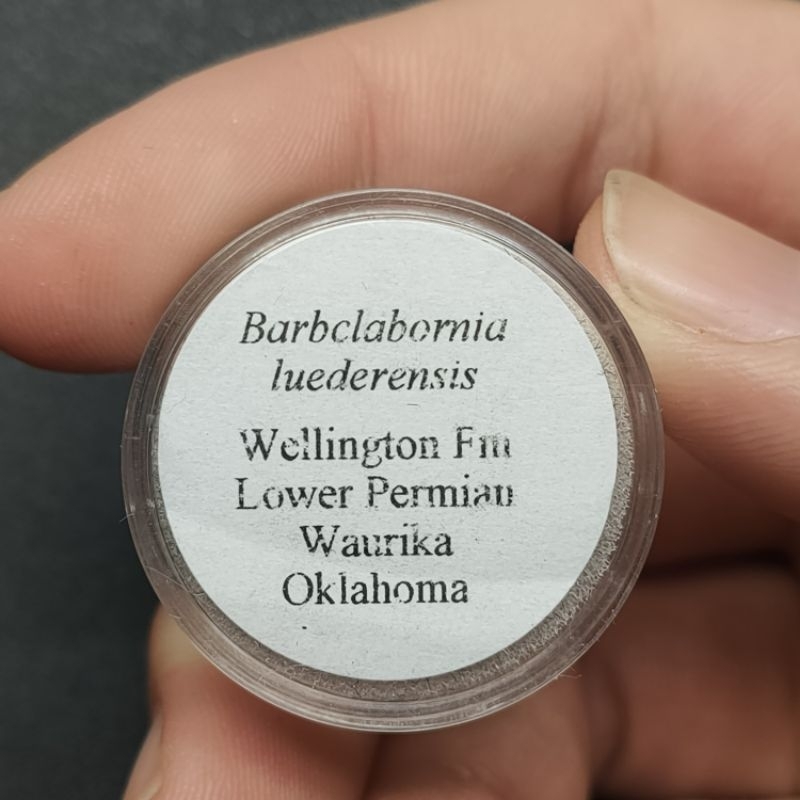 Barbclabornia
luederensis
Wellington Fm
Lower Permian
Waurika
Oklahoma